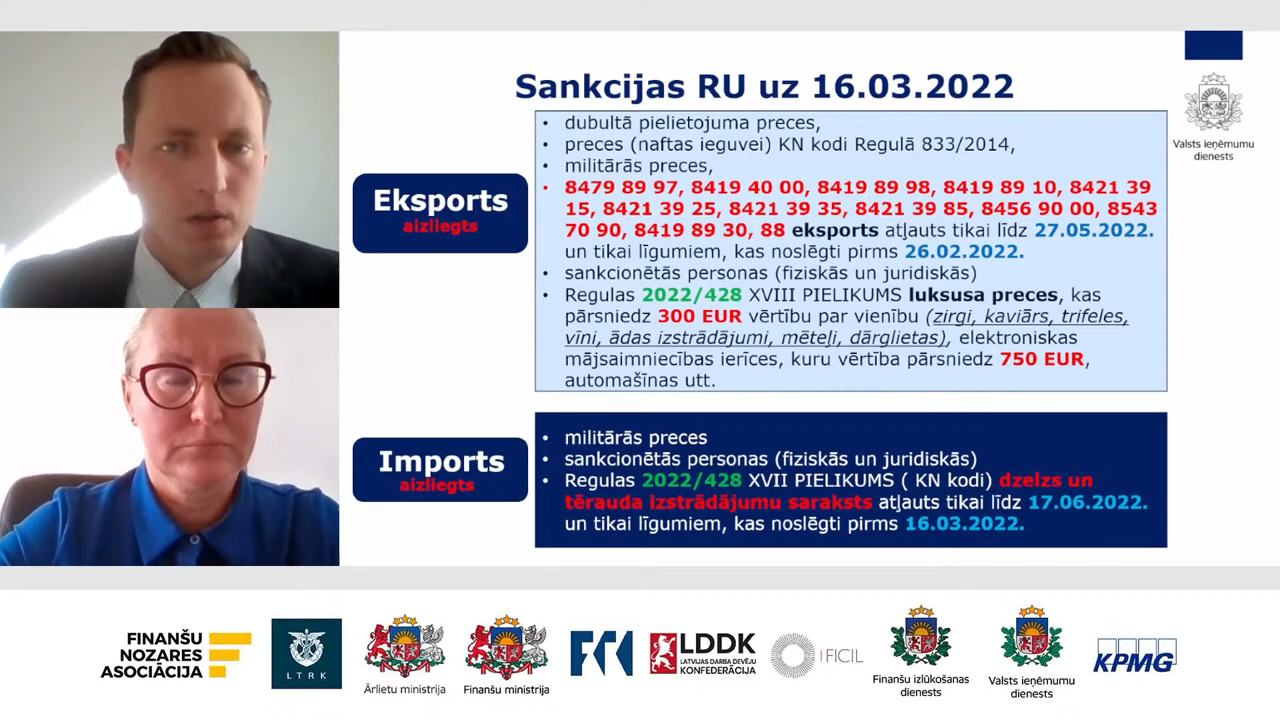 Sankcijas RU uz 16.03.2022
Valsts ieņēmumu
dienests
Eksports
aizliegts
• dubultā pielietojuma preces,
• preces (naftas ieguvei) KN kodi Regulā 833/2014,
• militārās preces,
• 8479 89 97, 8419 40 00, 8419 89 98, 8419 89 10, 8421 39
15, 8421 39 25, 8421 39 35, 8421 39 85, 8456 90 00, 8543
70 90, 8419 89 30, 88 eksports atļauts tikai līdz 27.05.2022.
un tikai līgumiem, kas noslēgti pirms 26.02.2022.
• sankcionētās personas (fiziskās un juridiskās)
• Regulas 2022/428 XVIII PIELIKUMS luksusa preces, kas
pārsniedz 300 EUR vērtību par vienību (zirgi, kaviārs, trifeles,
vīni, ādas izstrādājumi, mēteļi, dārglietas), elektroniskas
mājsaimniecības ierīces, kuru vērtība pārsniedz 750 EUR,
automašīnas utt.
Imports
aizliegts
• militārās preces
• sankcionētās personas (fiziskās un juridiskās)
• Regulas 2022/428 XVII PIELIKUMS ( KN kodi) dzelzs un
tērauda izstrādājumu saraksts atļauts tikai līdz 17.06.2022.
un tikai līgumiem, kas noslēgti pirms 16.03.2022.
FINANŠU
NOZARES
ASOCIĀCIJA
LTRK
Ārlietu ministrija
Finanšu ministrija
LDDK
LATVIJAS DARBA DEVĒJU
KONFEDERĀCIJA
FICIL
Finanšu izlūkošanas
dienests
Valsts ieņēmumu
dienests
KPMG